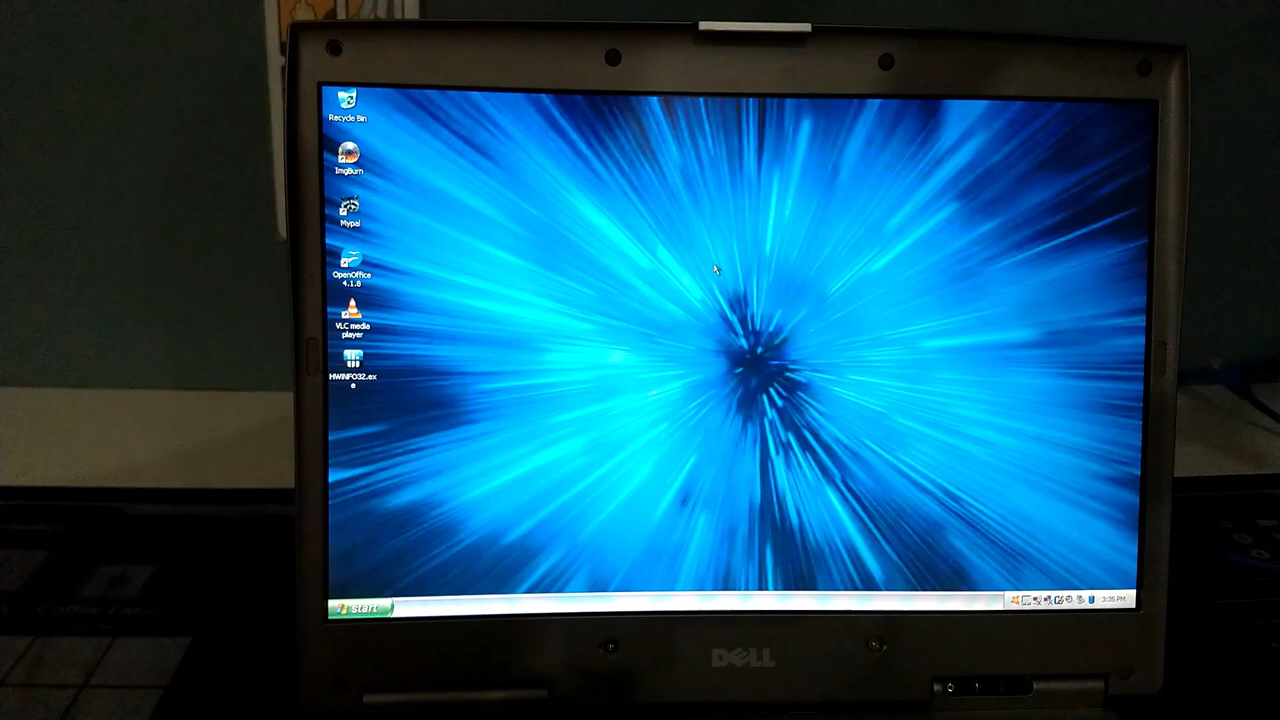 Recycle Bin
ImgBurn
Mypal
OpenOffice
4.1.8
VLC media
player
HWiNFO32.ex
e
start
3:35 PM
DELL